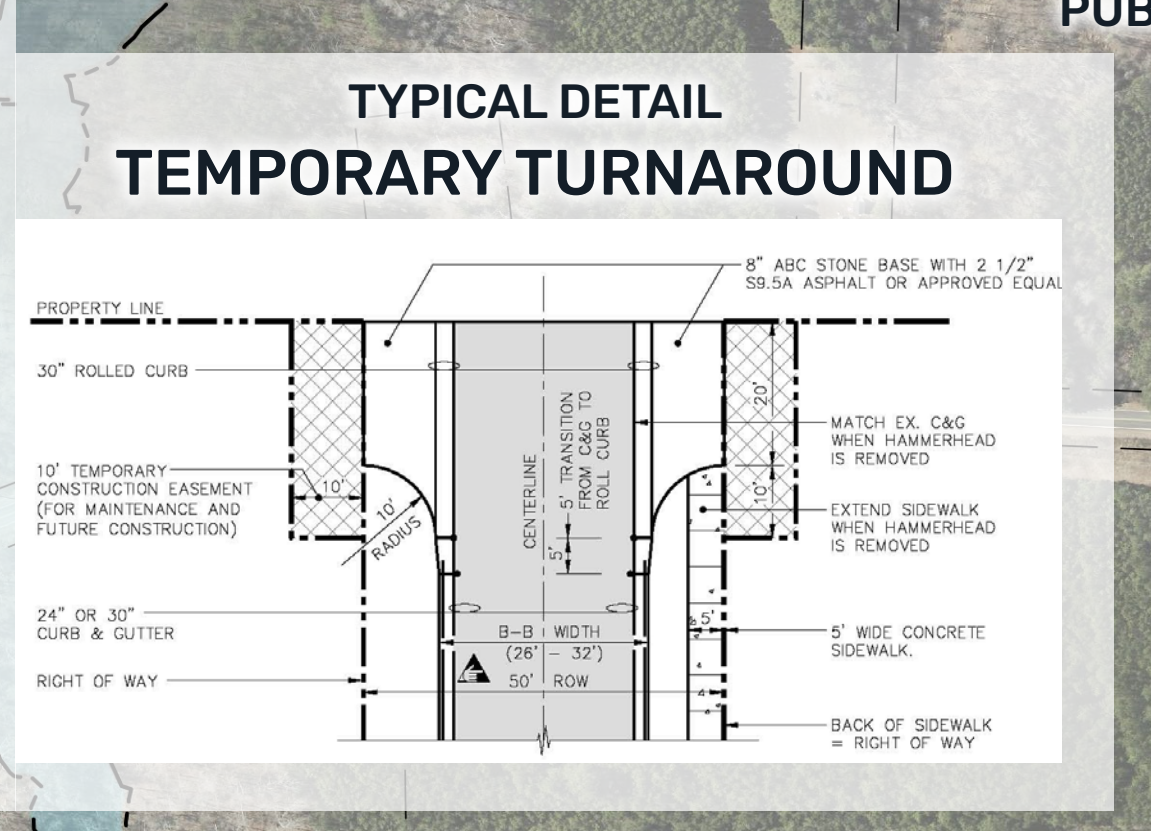 PUB
TYPICAL DETAIL
TEMPORARY TURNAROUND
8" ABC STONE BASE WITH 2 1/2"
S9.5A ASPHALT OR APPROVED EQUAL
PROPERTY LINE
30" ROLLED CURB
20'
5' TRANSITION
FROM C&G TO
ROLL CURB
MATCH EX. C&G
WHEN HAMMERHEAD
IS REMOVED
CENTERLINE
10' TEMPORARY
CONSTRUCTION EASEMENT
(FOR MAINTENANCE AND
FUTURE CONSTRUCTION)
10'
10'
RADIUS
10'
EXTEND SIDEWALK
WHEN HAMMERHEAD
IS REMOVED
5'
24" OR 30"
CURB & GUTTER
B-B WIDTH
(26' - 32')
5'
5' WIDE CONCRETE
SIDEWALK.
RIGHT OF WAY
50' ROW
BACK OF SIDEWALK
= RIGHT OF WAY